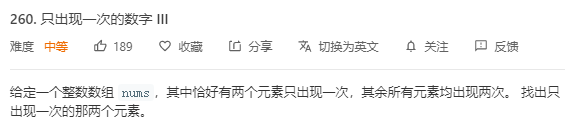 260. 只出现一次的数字 III
难度 中等 189 收藏 分享 切换为英文 关注 反馈
给定一个整数数组 nums，其中恰好有两个元素只出现一次，其余所有元素均出现两次。 找出只
出现一次的那两个元素。